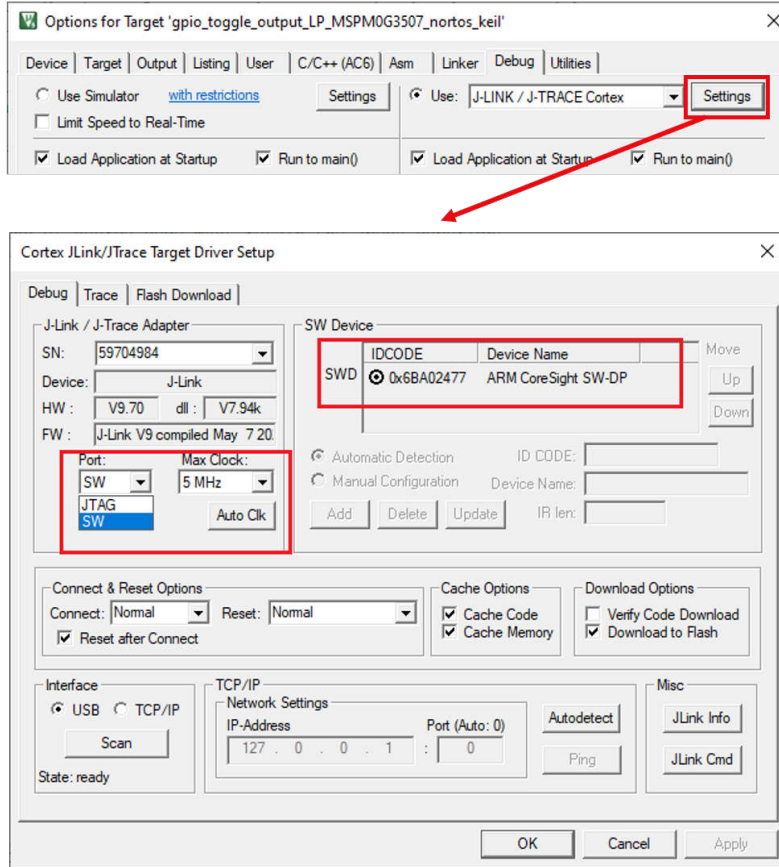 Options for Target 'gpio_toggle_output_LP_MSPM0G3507_nortos_keil'
Device Target Output Listing User C/C++ (AC6) Asm Linker Debug Utilities
Use Simulator with restrictions Settings Use: J-LINK / J-TRACE Cortex Settings
Limit Speed to Real-Time
Load Application at Startup Run to main() Load Application at Startup Run to main()
Cortex JLink/JTrace Target Driver Setup
Debug Trace Flash Download
J-Link / J-Trace Adapter
SN: 59704984
Device: J-Link
HW : V9.70 dll : V7.94k
FW : J-Link V9 compiled May 7 20.
Port: Max Clock:
SW 5 MHz
JTAG
SW
Auto Clk
SW Device
IDCODE Device Name Move
SWD 0x6BA02477 ARM CoreSight SW-DP Up
Down
Automatic Detection ID CODE:
Manual Configuration Device Name:
Add Delete Update IR len:
Connect & Reset Options
Connect: Normal Reset: Normal
Reset after Connect
Cache Options
Cache Code
Cache Memory
Download Options
Verify Code Download
Download to Flash
Interface
USB TCP/IP
Scan
State: ready
TCP/IP
Network Settings
IP-Address Port (Auto: 0)
127 . 0 . 0 . 1 : 0
Autodetect
Ping
Misc
JLink Info
JLink Cmd
OK Cancel Apply